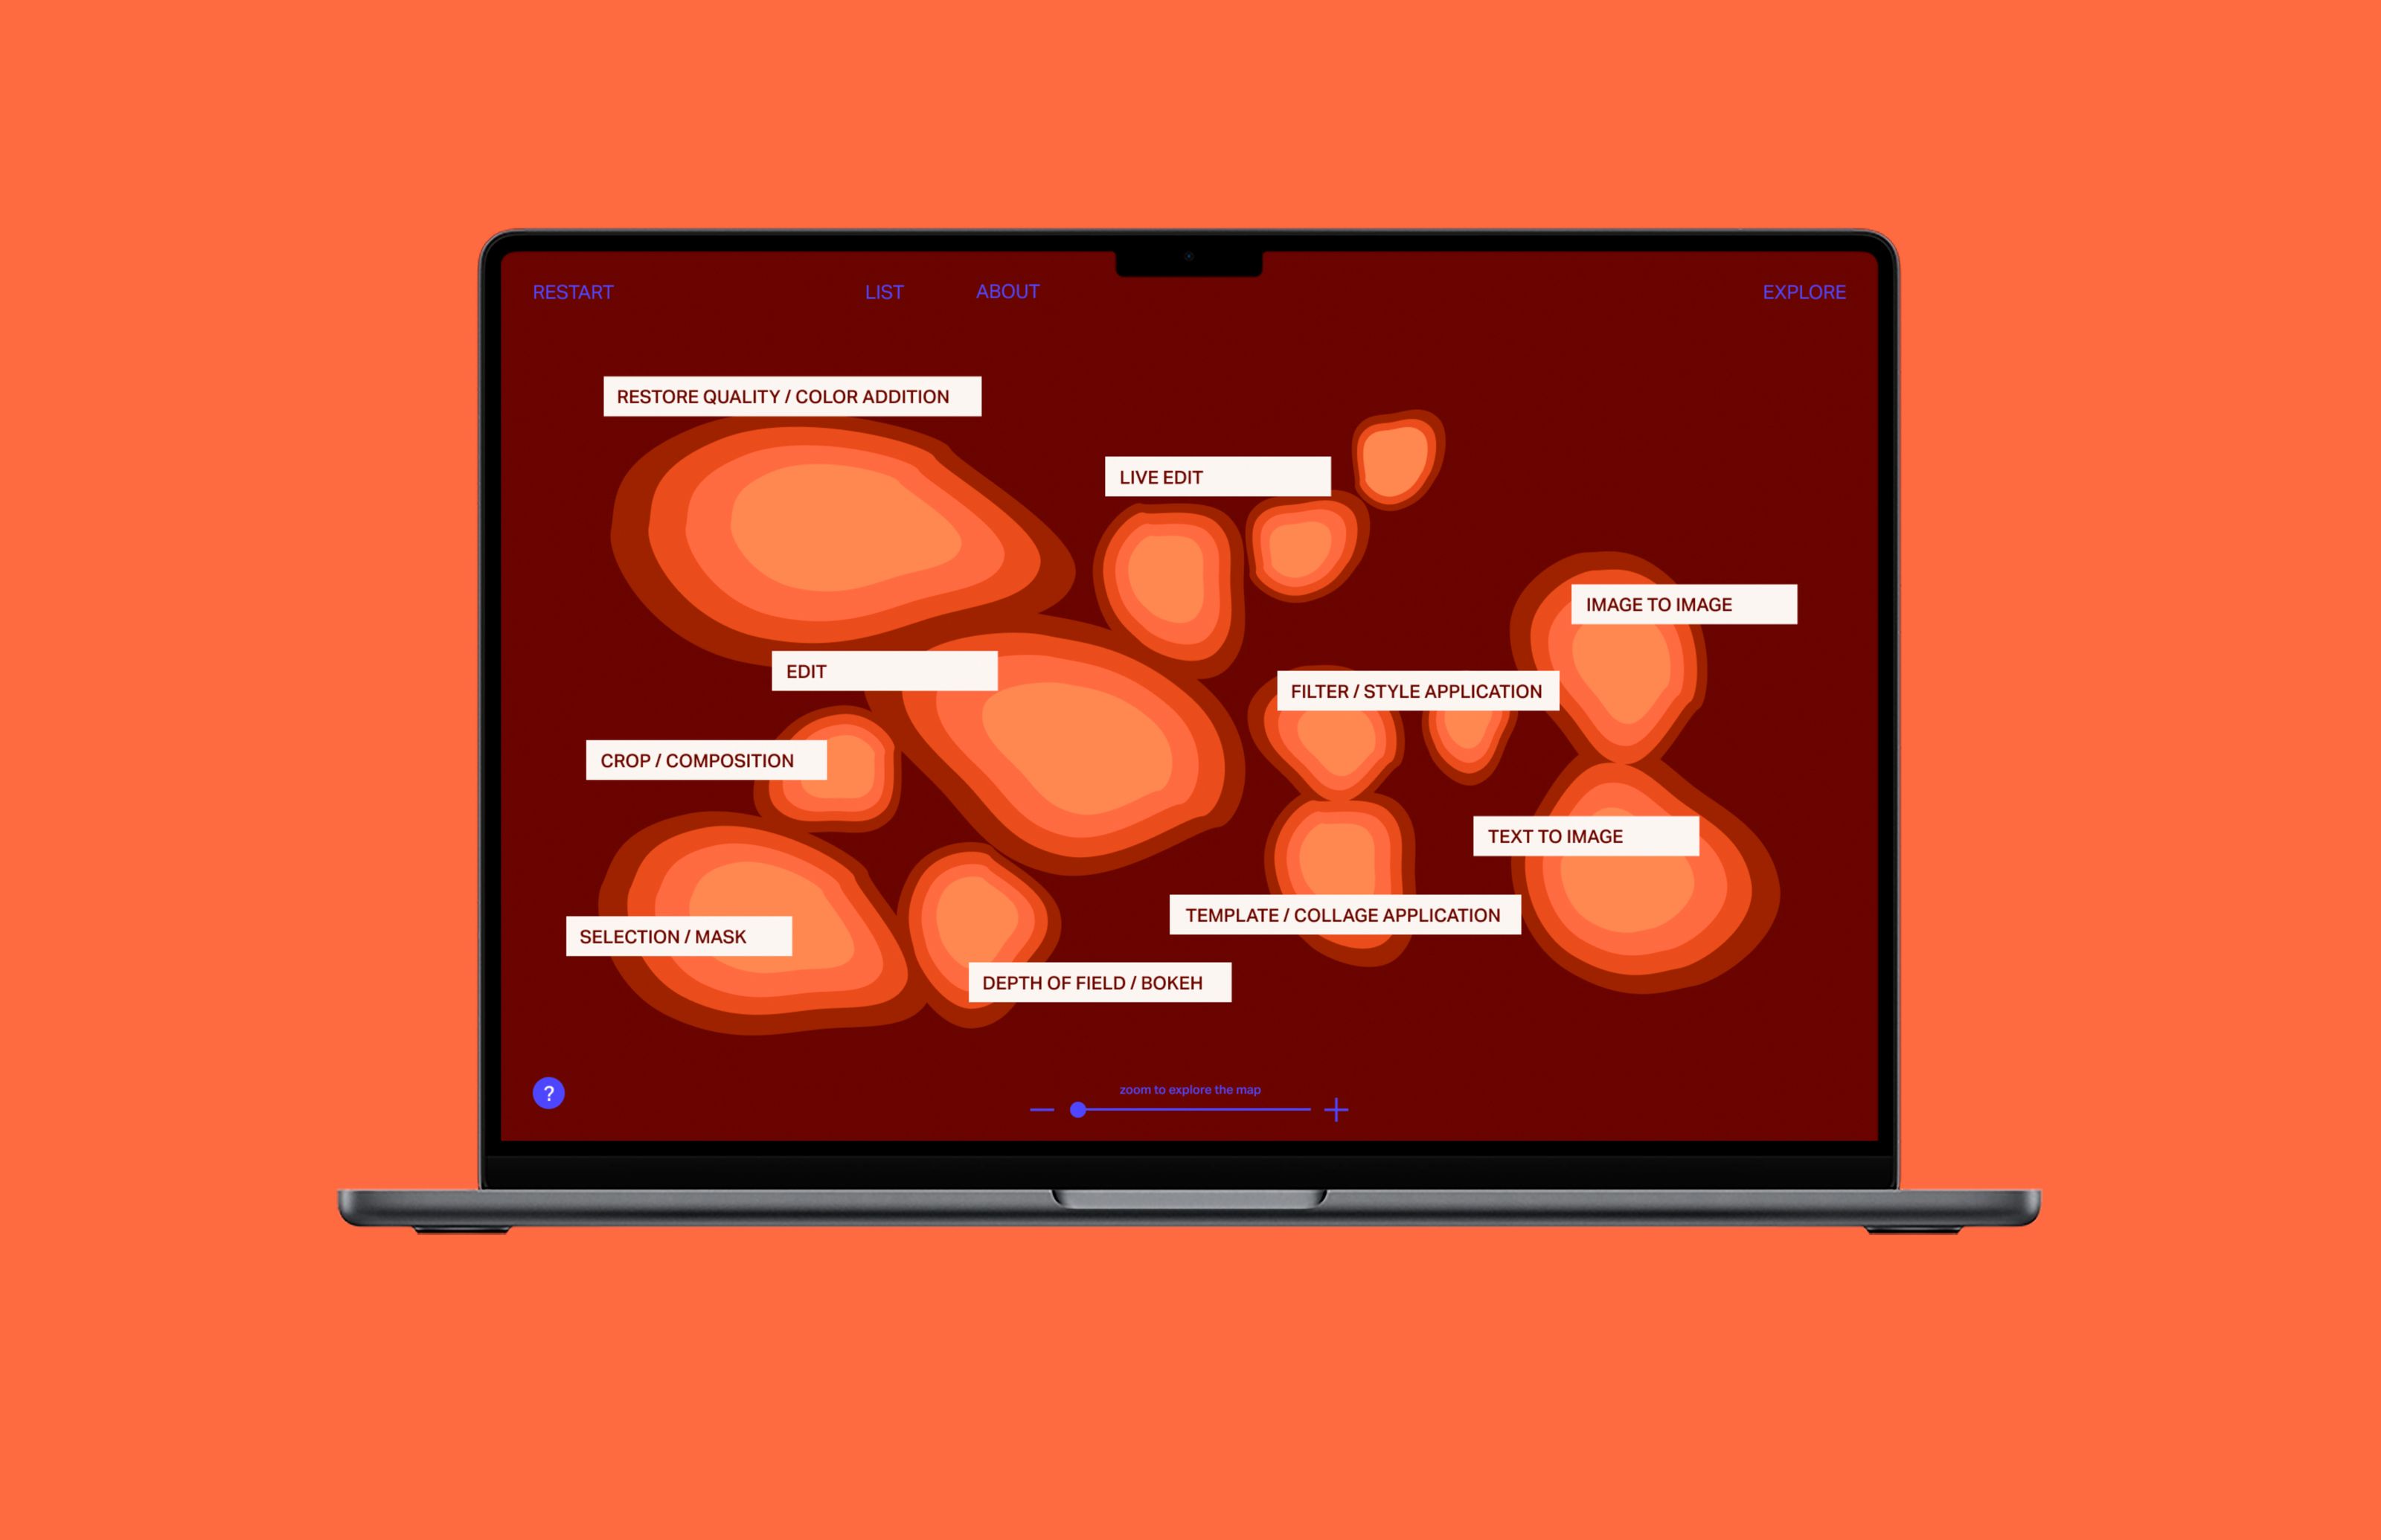 RESTART
LIST
ABOUT
EXPLORE
RESTORE QUALITY / COLOR ADDITION
LIVE EDIT
IMAGE TO IMAGE
EDIT
FILTER / STYLE APPLICATION
CROP / COMPOSITION
TEXT TO IMAGE
TEMPLATE / COLLAGE APPLICATION
SELECTION / MASK
DEPTH OF FIELD / BOKEH
?
zoom to explore the map